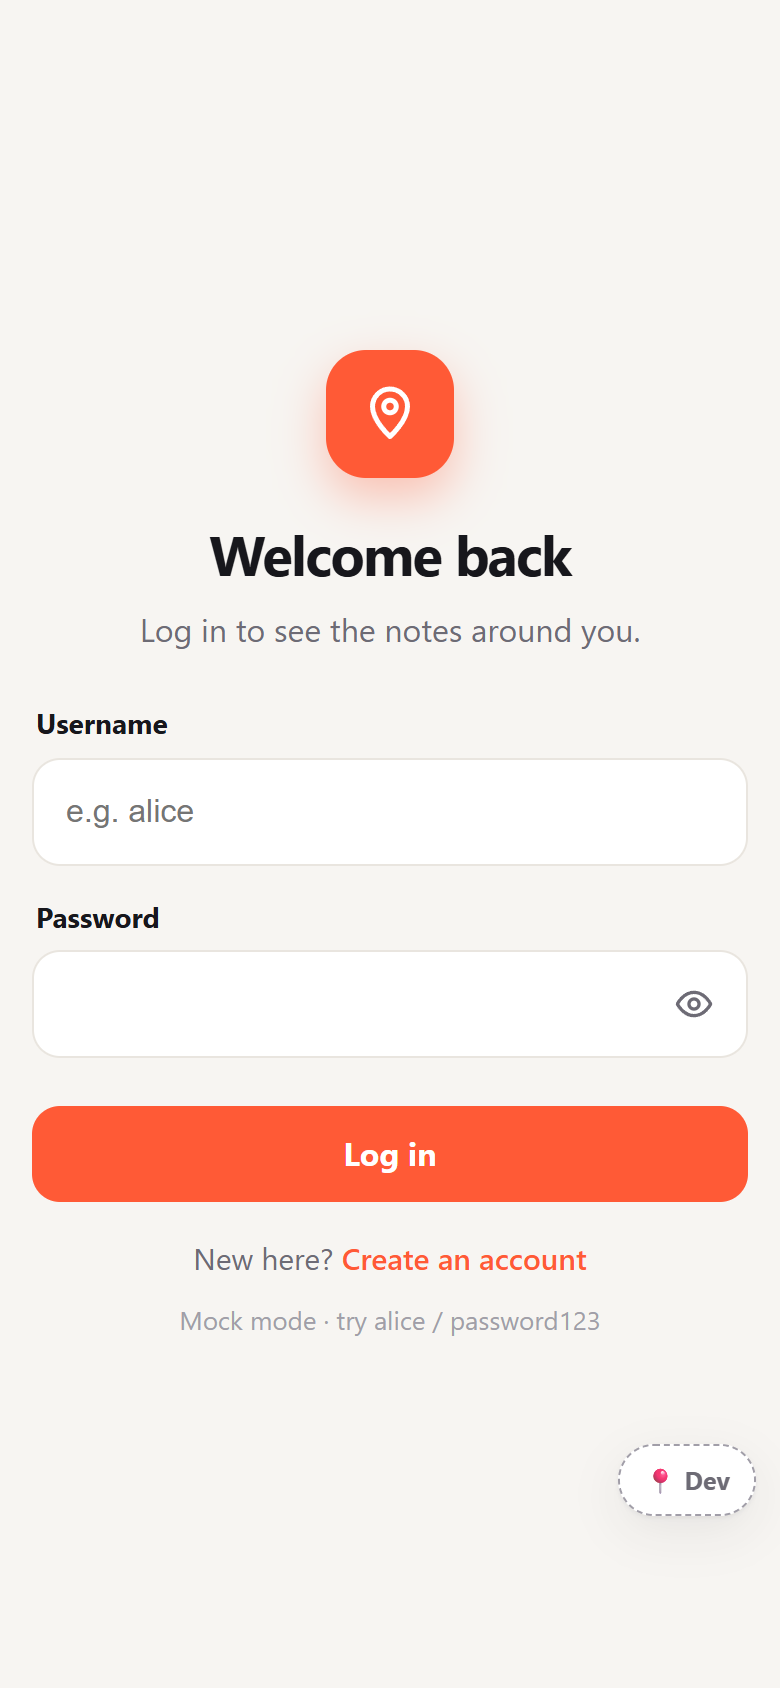 Welcome back
Log in to see the notes around you.
Username
e.g. alice
Password
Log in
New here? Create an account
Mock mode · try alice / password123
Dev